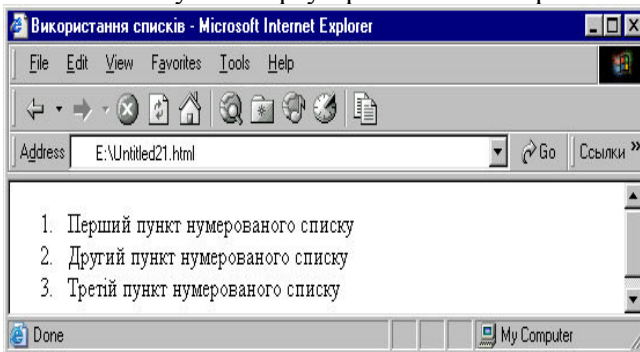 Використання списків - Microsoft Internet Explorer
File Edit View Favorites Tools Help
Address E:\Untitled21.html Go Ссылки »
1. Перший пункт нумерованого списку
2. Другий пункт нумерованого списку
3. Третій пункт нумерованого списку
Done My Computer